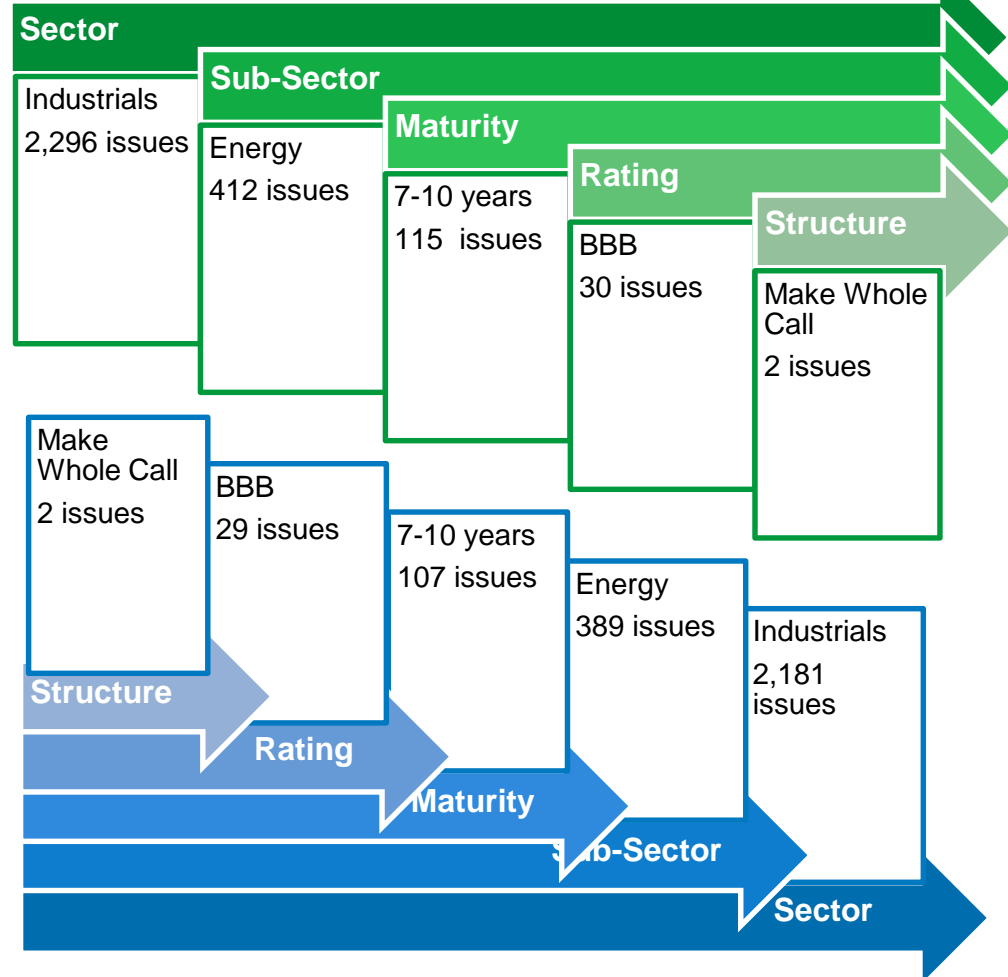 Sector
Industrials
2,296 issues
Sub-Sector
Energy
412 issues
Maturity
7-10 years
115 issues
Rating
BBB
30 issues
Structure
Make Whole
Call
2 issues
Make
Whole Call
2 issues
Structure
BBB
29 issues
Rating
7-10 years
107 issues
Maturity
Energy
389 issues
Sub-Sector
Industrials
2,181
issues
Sector